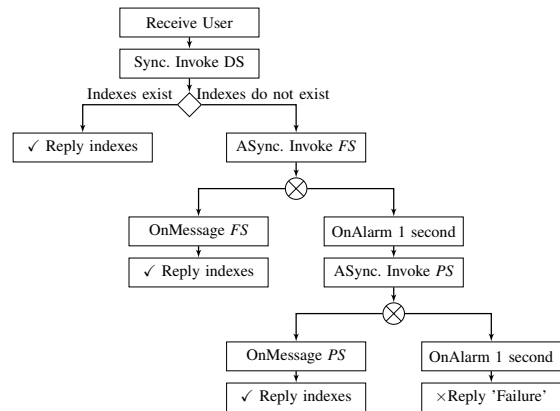 Receive User
Sync. Invoke DS
Indexes exist
Indexes do not exist
✓ Reply indexes
ASync. Invoke FS
OnMessage FS
OnAlarm 1 second
✓ Reply indexes
ASync. Invoke PS
OnMessage PS
OnAlarm 1 second
✓ Reply indexes
×Reply 'Failure'